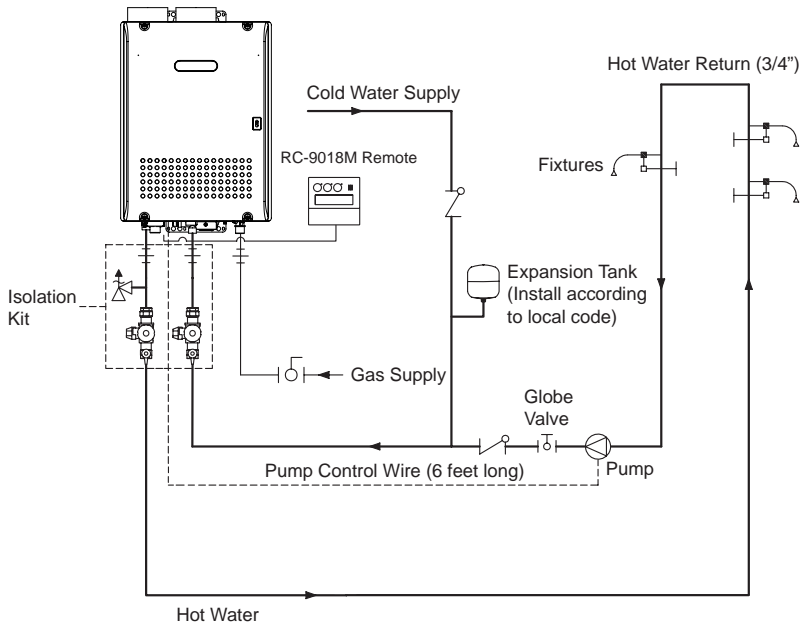 Hot Water Return (3/4”)
Cold Water Supply
RC-9018M Remote
Fixtures
Expansion Tank
(Install according
to local code)
Isolation
Kit
Gas Supply
Globe
Valve
Pump Control Wire (6 feet long)
Pump
Hot Water